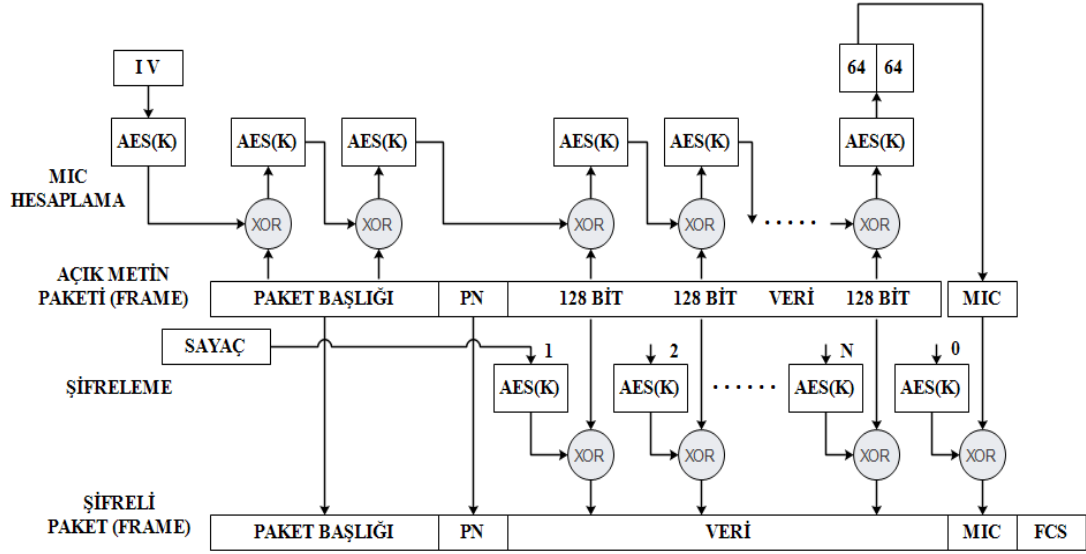 64 64
I V
AES(K) AES(K) AES(K) AES(K) AES(K) AES(K)
MIC
HESAPLAMA
XOR XOR XOR XOR XOR
AÇIK METİN
PAKETİ (FRAME)
PAKET BAŞLIĞI PN 128 BİT 128 BİT VERİ 128 BİT MIC
SAYAÇ 1 2 N 0
ŞİFRELEME
AES(K) AES(K) ...... AES(K) AES(K)
XOR XOR XOR XOR
ŞİFRELİ
PAKET (FRAME)
PAKET BAŞLIĞI PN VERİ MIC FCS